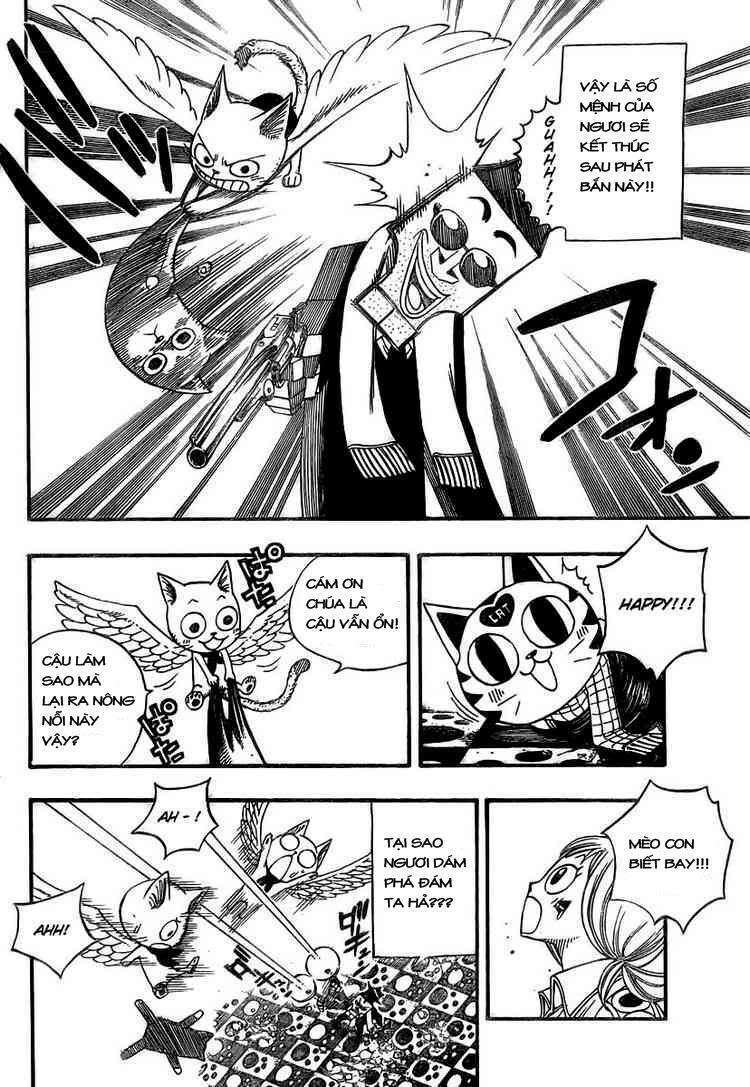 VẬY LÀ SỐ
MỆNH CỦA
NGƯƠI SẼ
KẾT THÚC
SAU PHÁT
BẮN NÀY!!
GUAHH!!!
HAPPY!!!
LRT
CÁM ƠN
CHÚA LÀ
CẬU VẪN ỔN!
CẬU LÀM
SAO MÀ
LẠI RA NÔNG
NỖI NÀY
VẬY?
AH-!
AHH!
TẠI SAO
NGƯƠI DÁM
PHÁ ĐÁM
TA HẢ???
MÈO CON
BIẾT BAY!!!